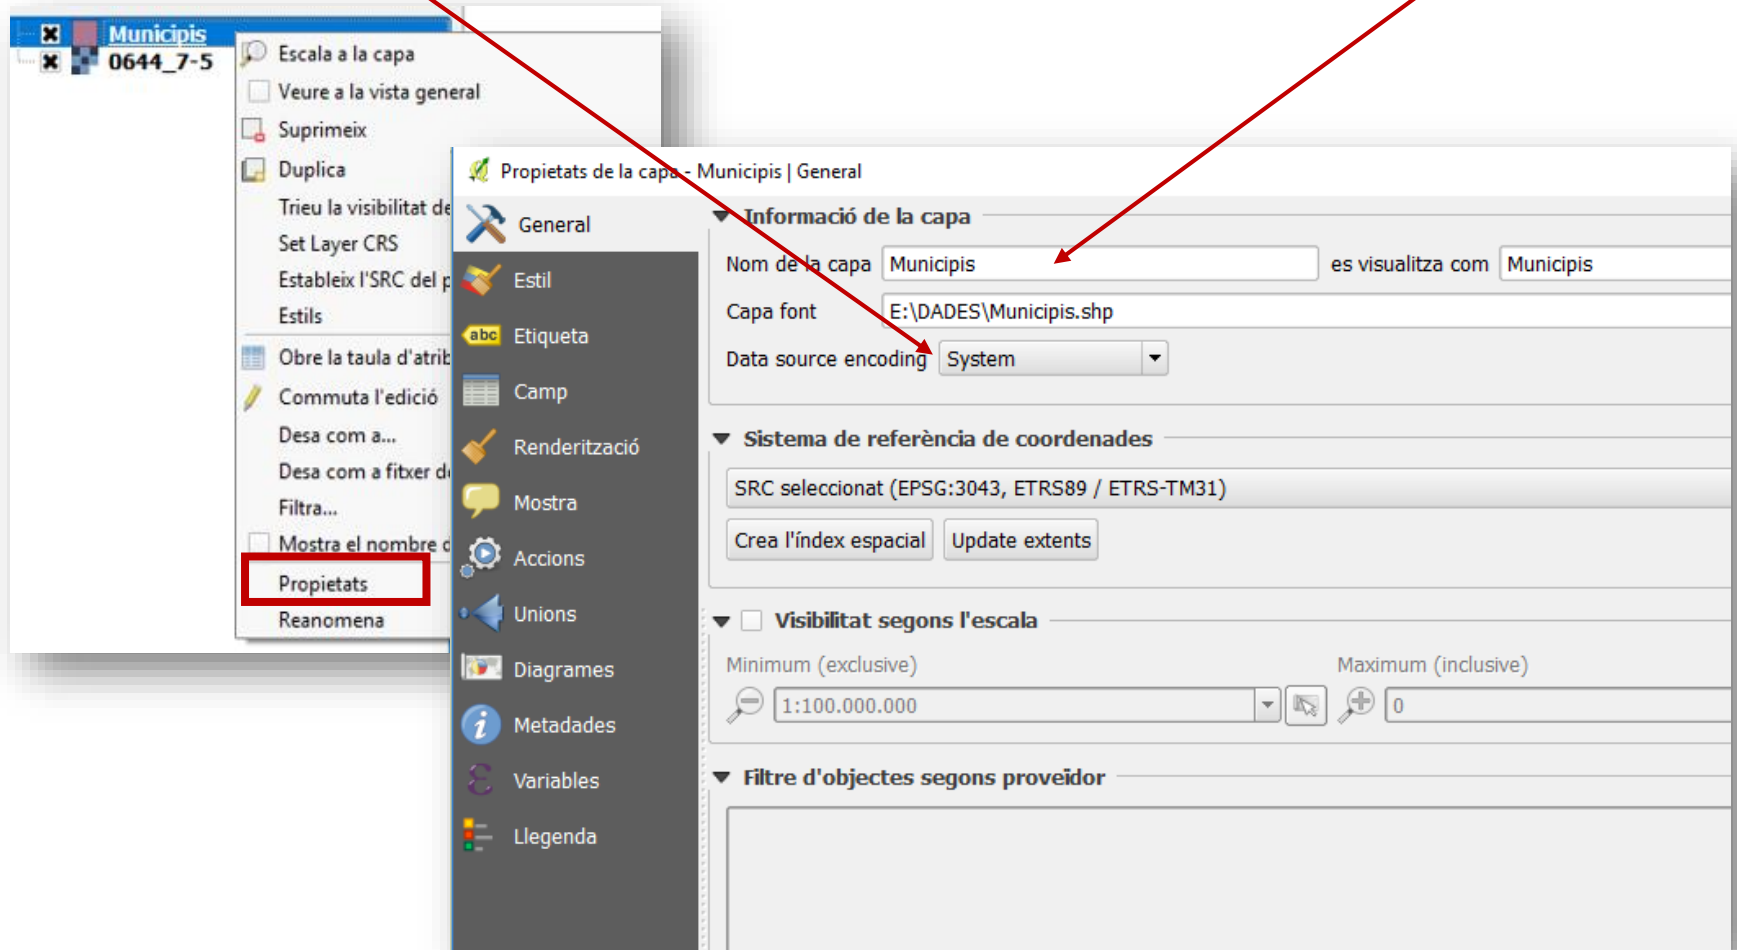 Municipis
0644_7-5
Escala a la capa
Veure a la vista general
Suprimeix
Duplica
Trieu la visibilitat de
Set Layer CRS
Estableix l'SRC del p
Estils
Obre la taula d'atrib
Commuta l'edició
Desa com a...
Desa com a fitxer d
Filtra...
Mostra el nombre d
Propietats
Reanomena
Propietats de la capa - Municipis | General
General
Estil
abc Etiqueta
Camp
Renderització
Mostra
Accions
Unions
Diagrames
Metadades
Variables
Llegenda
Informació de la capa
Nom de la capa Municipis es visualitza com Municipis
Capa font E:\DADES\Municipis.shp
Data source encoding System
Sistema de referència de coordenades
SRC seleccionat (EPSG:3043, ETRS89 / ETRS-TM31)
Crea l'índex espacial Update extents
Visibilitat segons l'escala
Minimum (exclusive) Maximum (inclusive)
1:100.000.000 0
Filtre d'objectes segons proveïdor